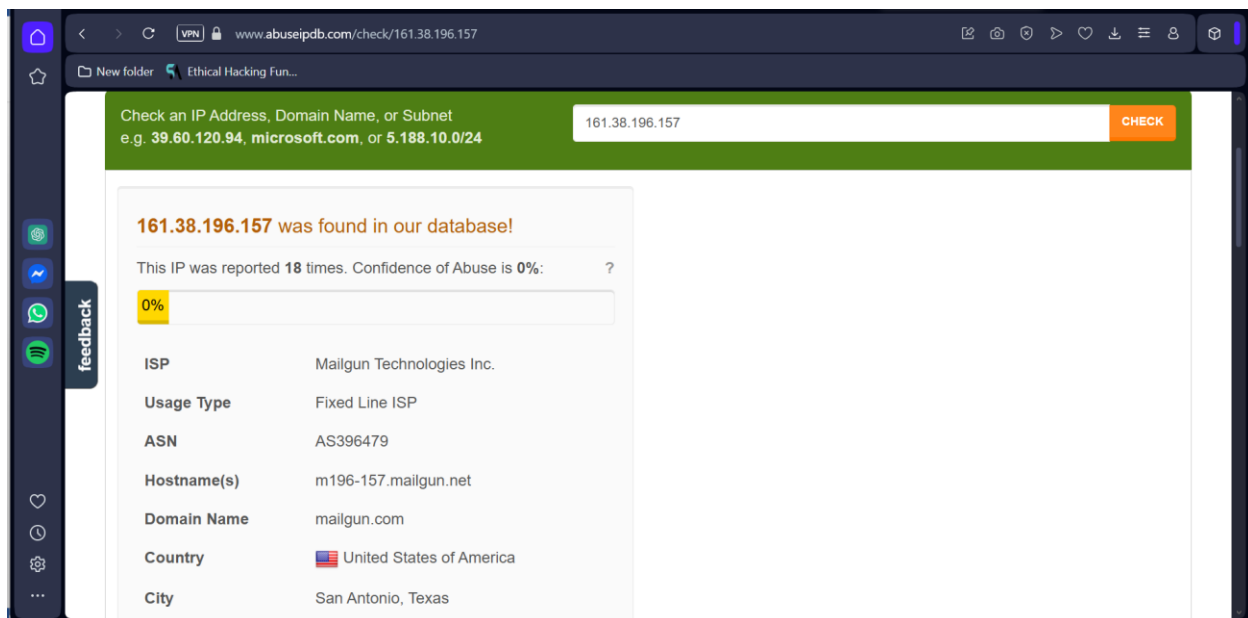 VPN www.abuseipdb.com/check/161.38.196.157
New folder Ethical Hacking Fun...
Check an IP Address, Domain Name, or Subnet
e.g. 39.60.120.94, microsoft.com, or 5.188.10.0/24
161.38.196.157 CHECK
161.38.196.157 was found in our database!
This IP was reported 18 times. Confidence of Abuse is 0%: ?
0%
feedback
ISP Mailgun Technologies Inc.
Usage Type Fixed Line ISP
ASN AS396479
Hostname(s) m196-157.mailgun.net
Domain Name mailgun.com
Country United States of America
City San Antonio, Texas